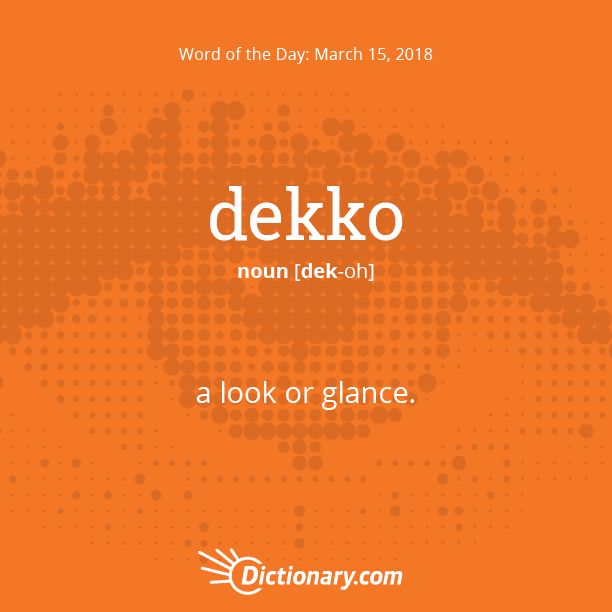 Word of the Day: March 15, 2018
dekko
noun [dek-oh]
a look or glance.
Dictionary.com